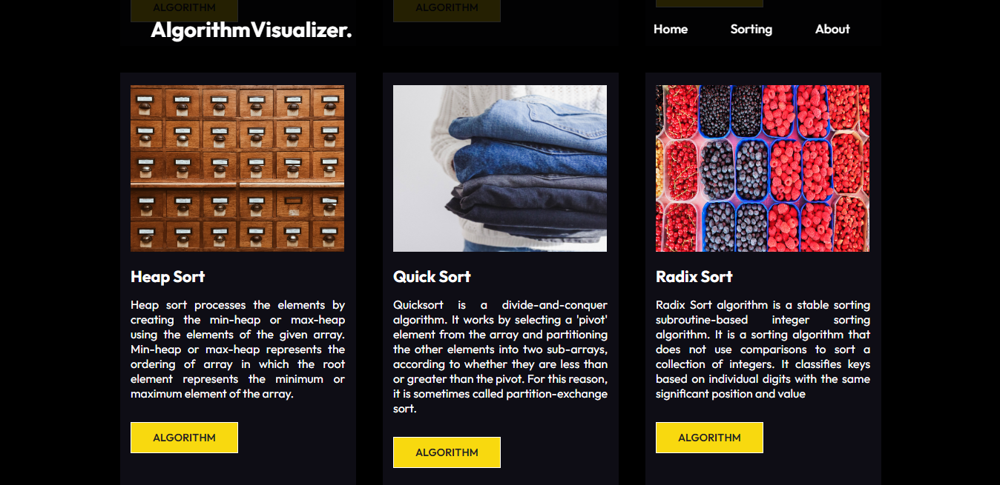 ALGORITHM
ALGORITHM
AlgorithmVisualizer.
Home
Sorting
About
Heap Sort
Heap sort processes the elements by
creating the min-heap or max-heap
using the elements of the given array.
Min-heap or max-heap represents the
ordering of array in which the root
element represents the minimum or
maximum element of the array.
ALGORITHM
Quick Sort
Quicksort is a divide-and-conquer
algorithm. It works by selecting a 'pivot'
element from the array and partitioning
the other elements into two sub-arrays,
according to whether they are less than
or greater than the pivot. For this reason,
it is sometimes called partition-exchange
sort.
ALGORITHM
Radix Sort
Radix Sort algorithm is a stable sorting
subroutine-based integer sorting
algorithm. It is a sorting algorithm that
does not use comparisons to sort a
collection of integers. It classifies keys
based on individual digits with the same
significant position and value
ALGORITHM